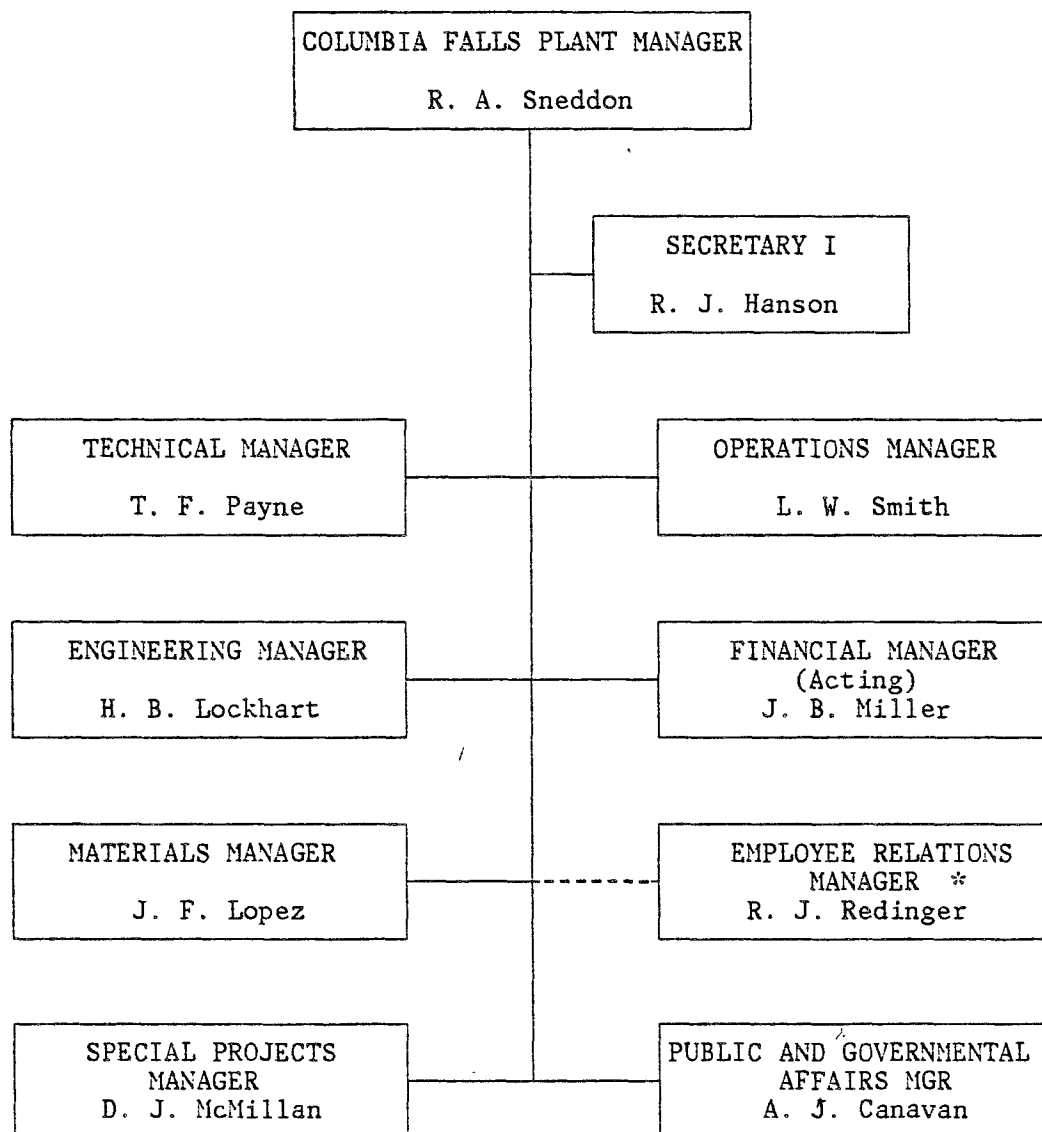 COLUMBIA FALLS PLANT MANAGER
R. A. Sneddon
SECRETARY I
R. J. Hanson
TECHNICAL MANAGER
T. F. Payne
OPERATIONS MANAGER
L. W. Smith
ENGINEERING MANAGER
H. B. Lockhart
FINANCIAL MANAGER
(Acting)
J. B. Miller
MATERIALS MANAGER
J. F. Lopez
EMPLOYEE RELATIONS
MANAGER *
R. J. Redinger
SPECIAL PROJECTS
MANAGER
D. J. McMillan
PUBLIC AND GOVERNMENTAL
AFFAIRS MGR
A. J. Canavan